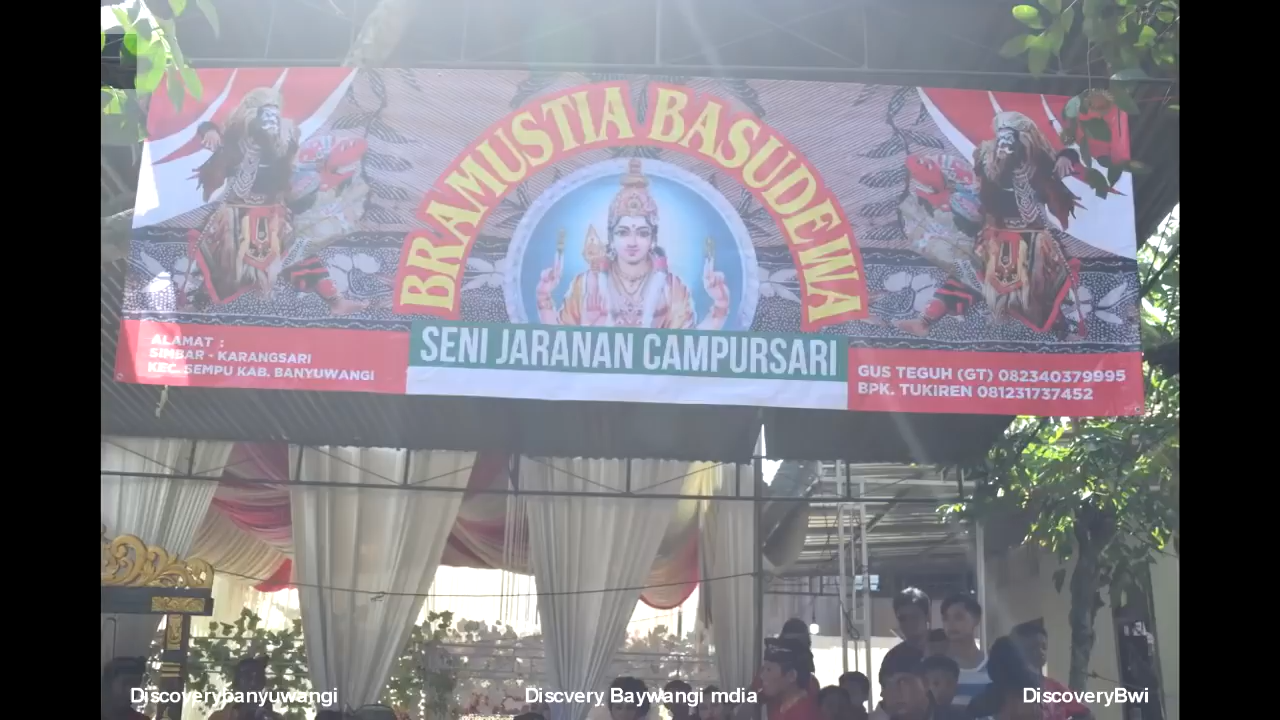 BRAMUSTIA BASUDEWA
SENI JARANAN CAMPURSARI
ALAMAT :
SIMBAR - KARANGSARI
KEC. SEMPU KAB. BANYUWANGI
GUS TEGUH (GT) 082340379995
BPK. TUKIREN 081231737452
Discoverybanyuwangi
Discvery Baywangi mdia
DiscoveryBwi